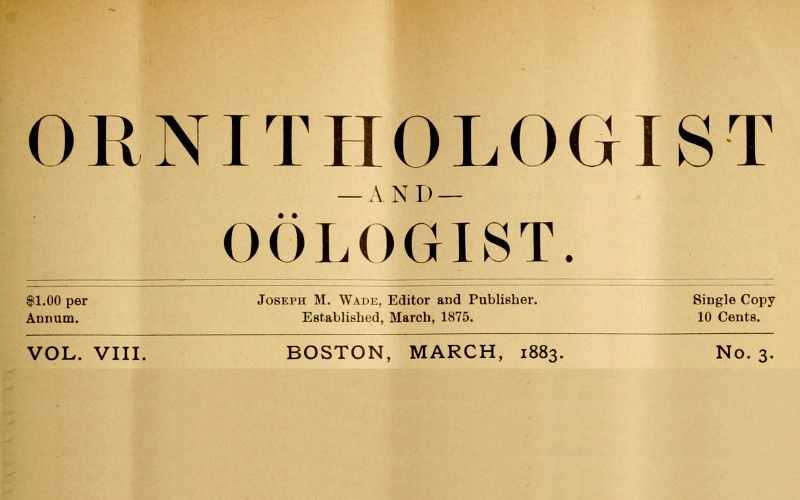 ORNITHOLOGIST
—AND—
OÖLOGIST.
$1.00 per Annum.
Joseph M. Wade, Editor and Publisher.
Established, March, 1875.
Single Copy 10 Cents.
VOL. VIII. BOSTON, MARCH, 1883. No. 3.